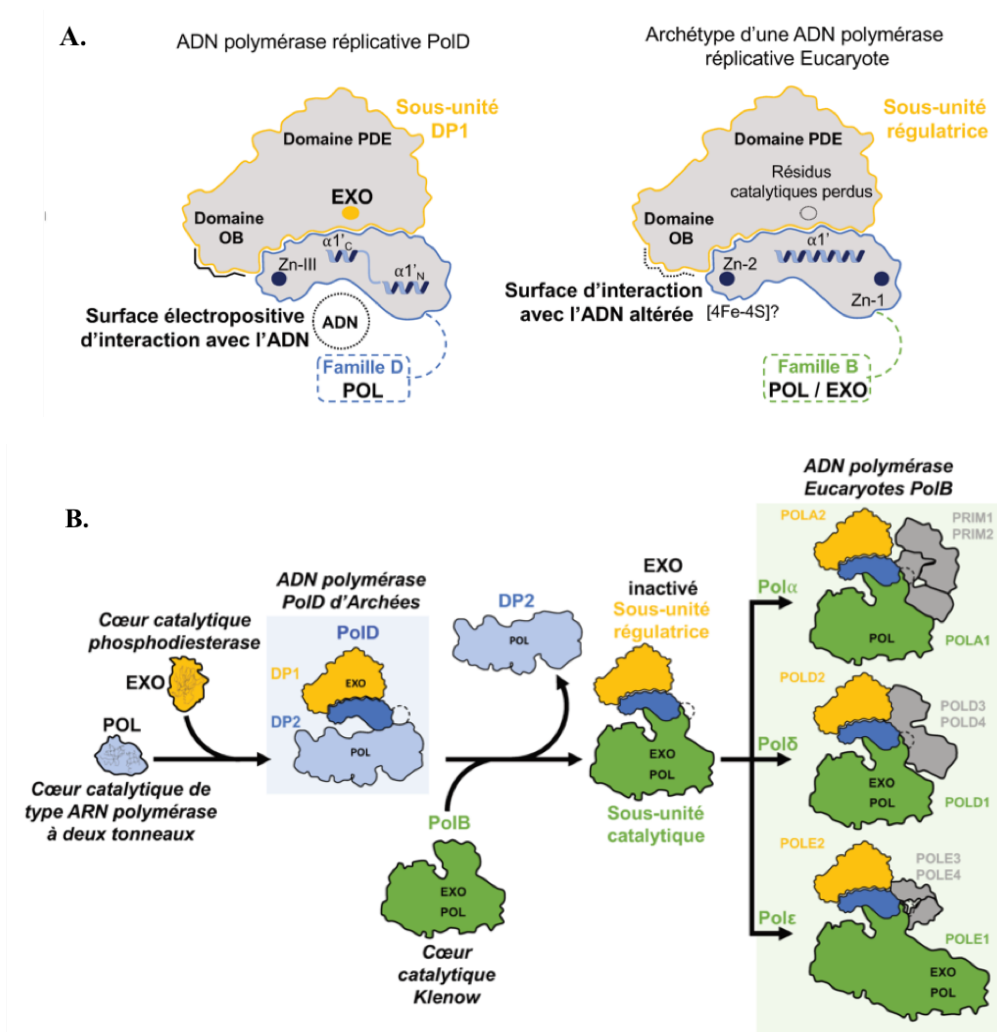 A.
ADN polymérase réplicative PolD
Sous-unité
DP1
Domaine PDE
EXO
Domaine
OB
α1'C
Zn-III
α1'N
Surface électropositive
d'interaction avec l'ADN
ADN
Famille D
POL
Archétype d'une ADN polymérase
réplicative Eucaryote
Sous-unité
régulatrice
Domaine PDE
Résidus
catalytiques perdus
Domaine
OB
α1'
Zn-2
Zn-1
Surface d'interaction
avec l'ADN altérée
[4Fe-4S]?
Famille B
POL / EXO
B.
Cœur catalytique
phosphodiesterase
EXO
POL
Cœur catalytique de
type ARN polymérase
à deux tonneaux
ADN polymérase
PolD d'Archées
PolD
DP1
EXO
DP2
POL
DP2
POL
PolB
EXO
POL
Cœur
catalytique
Klenow
EXO
inactivé
Sous-unité
régulatrice
EXO
POL
Sous-unité
catalytique
ADN polymérase
Eucaryotes PolB
POLA2
PRIM1
PRIM2
Polα
POL
POLA1
POLD2
POLD3
POLD4
Polδ
EXO
POL
POLD1
POLE2
POLE3
POLE4
Polε
POLE1
EXO
POL